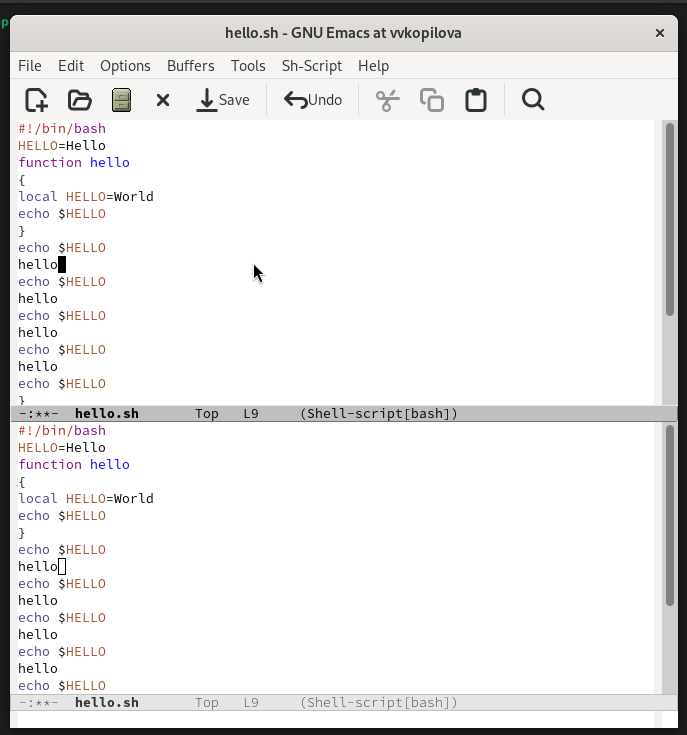 p
hello.sh - GNU Emacs at vvkopilova ×
File Edit Options Buffers Tools Sh-Script Help
Save Undo
#!/bin/bash
HELLO=Hello
function hello
{
local HELLO=World
echo $HELLO
}
echo $HELLO
hello
echo $HELLO
hello
echo $HELLO
hello
echo $HELLO
hello
echo $HELLO
}
-:**- hello.sh Top L9 (Shell-script[bash])
#!/bin/bash
HELLO=Hello
function hello
{
local HELLO=World
echo $HELLO
}
echo $HELLO
hello
echo $HELLO
hello
echo $HELLO
hello
echo $HELLO
hello
echo $HELLO
-:**- hello.sh Top L9 (Shell-script[bash])